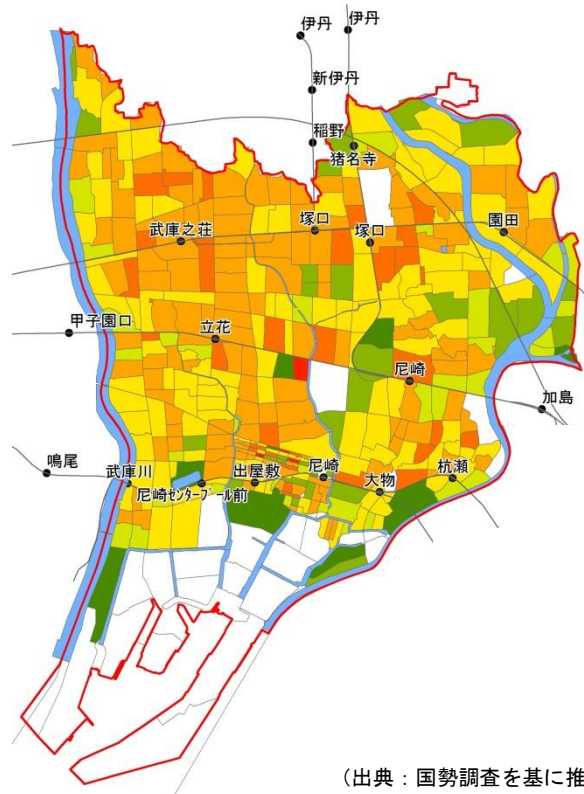 伊丹
伊丹
新伊丹
稲野
猪名寺
武庫之荘
塚口
塚口
園田
甲子園口
立花
尼崎
加島
鳴尾
武庫川
尼崎センタープール前
出屋敷
尼崎
大物
杭瀬
（出典：国勢調査を基に推